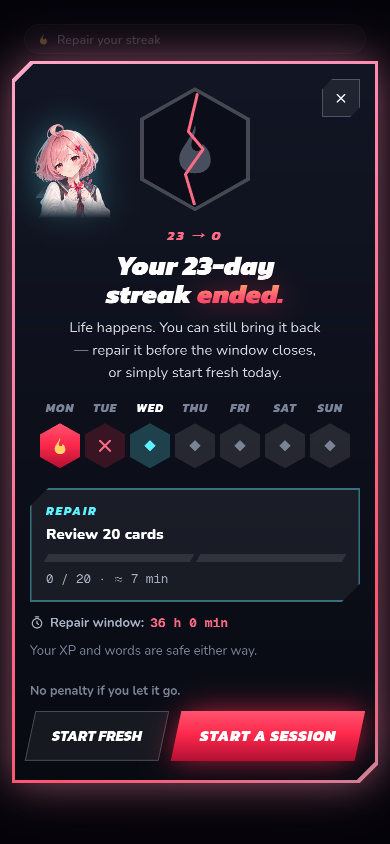 Repair your streak
×
23 → 0
Your 23-day
streak ended.
Life happens. You can still bring it back
— repair it before the window closes,
or simply start fresh today.
MON TUE WED THU FRI SAT SUN
REPAIR
Review 20 cards
0 / 20 · ≈ 7 min
Repair window: 36 h 0 min
Your XP and words are safe either way.
No penalty if you let it go.
START FRESH START A SESSION